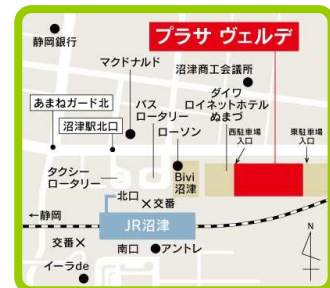 静岡銀行
プラサ ヴェルデ
マクドナルド
沼津商工会議所
あまねガード北
バス
ロータリー
ダイワ
ロイネットホテル
ぬまづ
沼津駅北口
ローソン
西駐車場
入口
東駐車場
入口
タクシー
ロータリー
Bivi
沼津
北口
交番
←静岡
JR沼津
交番
南口
アントレ
イーラde
N